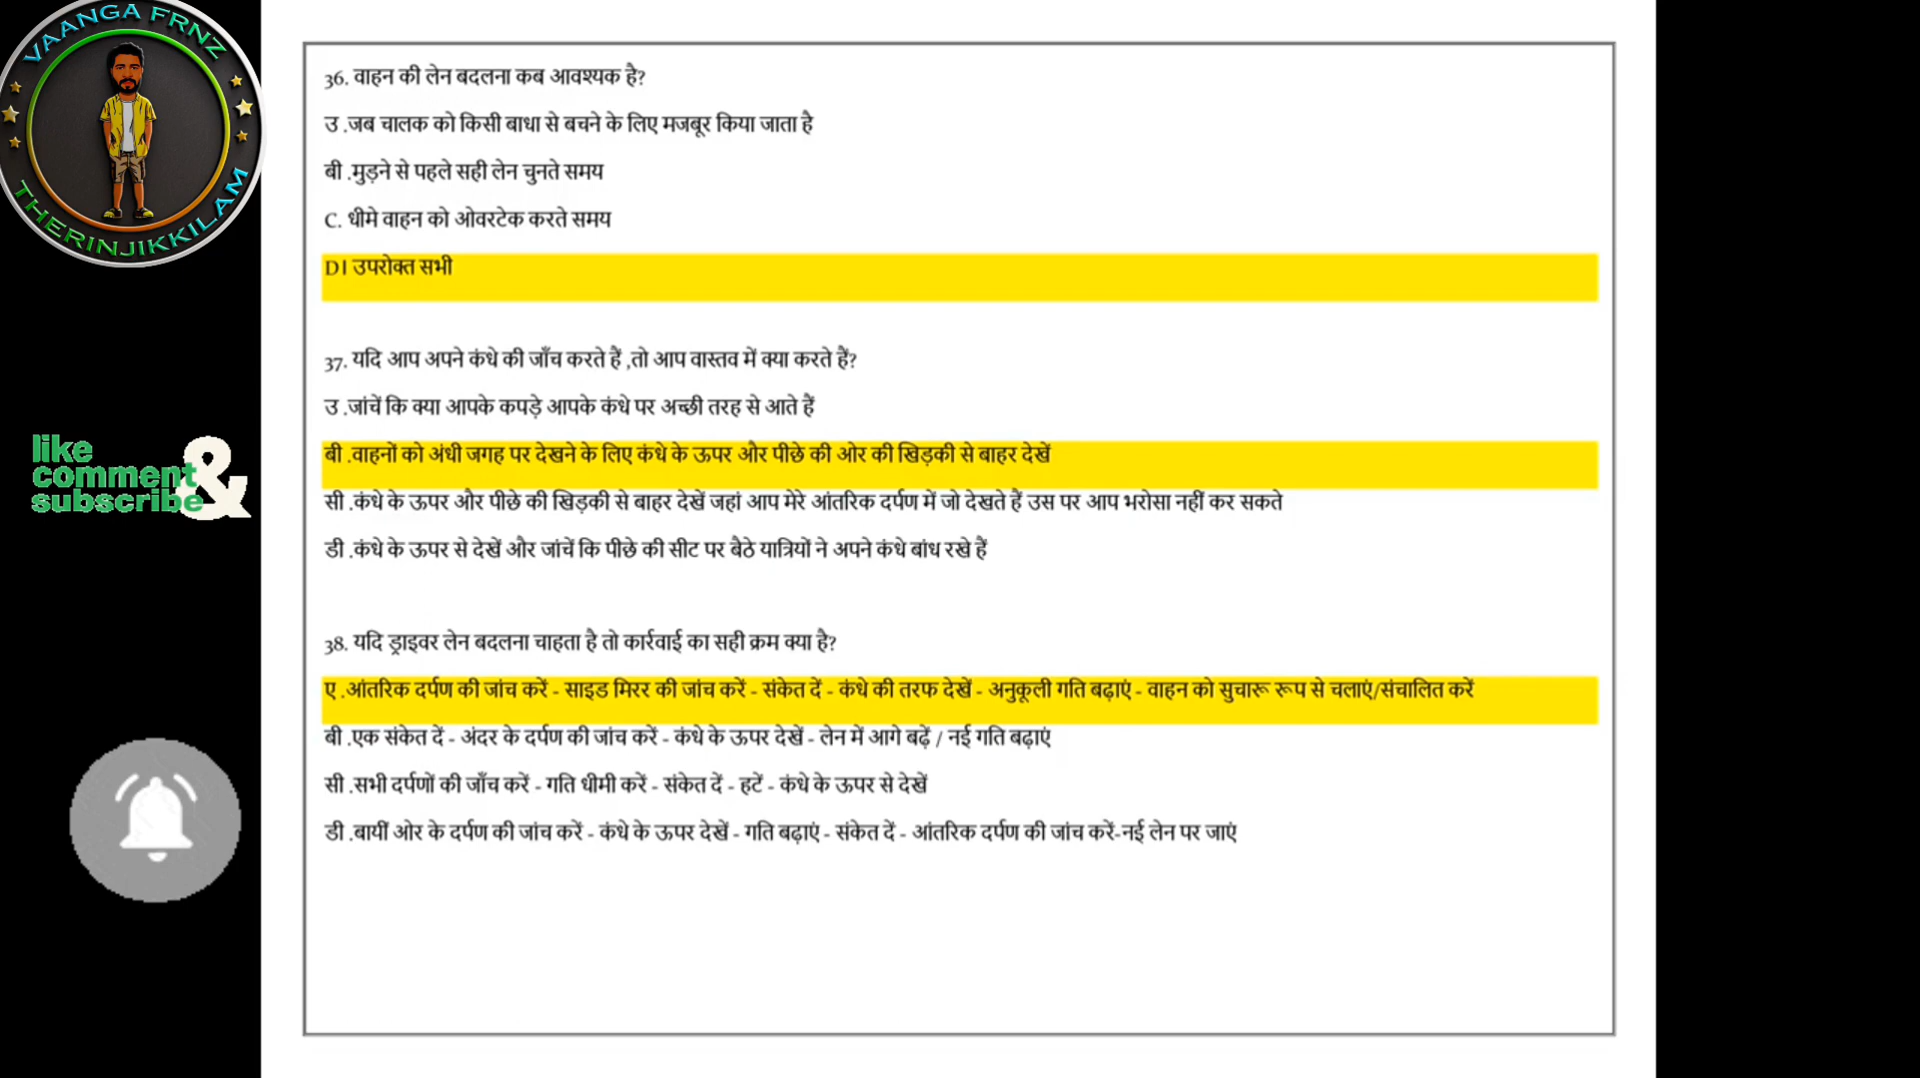 VAANGA FRNZ
THERINJIKKILAM
36. वाहन की लेन बदलना कब आवश्यक है?
उ .जब चालक को किसी बाधा से बचने के लिए मजबूर किया जाता है
बी .मुड़ने से पहले सही लेन चुनते समय
C. धीमे वाहन को ओवरटेक करते समय
D। उपरोक्त सभी
37. यदि आप अपने कंधे की जाँच करते हैं ,तो आप वास्तव में क्या करते हैं?
उ .जांचें कि क्या आपके कपड़े आपके कंधे पर अच्छी तरह से आते हैं
बी .वाहनों को अंधी जगह पर देखने के लिए कंधे के ऊपर और पीछे की ओर की खिड़की से बाहर देखें
सी .कंधे के ऊपर और पीछे की खिड़की से बाहर देखें जहां आप मेरे आंतरिक दर्पण में जो देखते हैं उस पर आप भरोसा नहीं कर सकते
डी .कंधे के ऊपर से देखें और जांचें कि पीछे की सीट पर बैठे यात्रियों ने अपने कंधे बांध रखे हैं
38. यदि ड्राइवर लेन बदलना चाहता है तो कार्रवाई का सही क्रम क्या है?
ए .आंतरिक दर्पण की जांच करें - साइड मिरर की जांच करें - संकेत दें - कंधे की तरफ देखें - अनुकूली गति बढ़ाएं - वाहन को सुचारू रूप से चलाएं/संचालित करें
बी .एक संकेत दें - अंदर के दर्पण की जांच करें - कंधे के ऊपर देखें - लेन में आगे बढ़ें / नई गति बढ़ाएं
सी .सभी दर्पणों की जाँच करें - गति धीमी करें - संकेत दें - हटें - कंधे के ऊपर से देखें
डी .बायीं ओर के दर्पण की जांच करें - कंधे के ऊपर देखें - गति बढ़ाएं - संकेत दें - आंतरिक दर्पण की जांच करें-नई लेन पर जाएं
like
comment &
subscribe